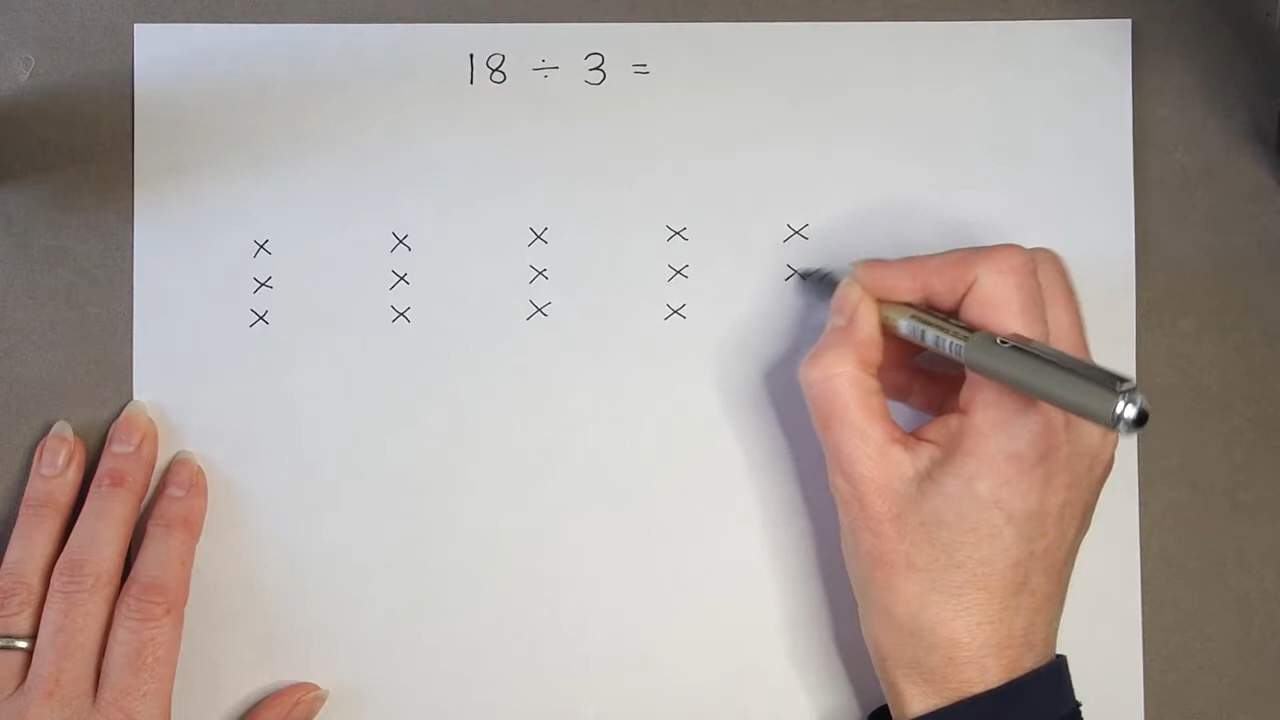 18 ÷ 3 =
× × × × ×
× × × × ×
× × × ×